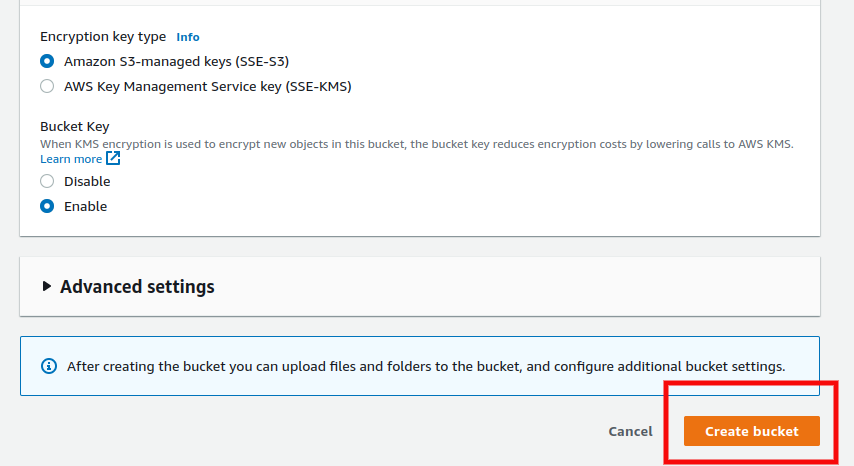 Encryption key type Info
Amazon S3-managed keys (SSE-S3)
AWS Key Management Service key (SSE-KMS)
Bucket Key
When KMS encryption is used to encrypt new objects in this bucket, the bucket key reduces encryption costs by lowering calls to AWS KMS.
Learn more
Disable
Enable
Advanced settings
After creating the bucket you can upload files and folders to the bucket, and configure additional bucket settings.
Cancel Create bucket